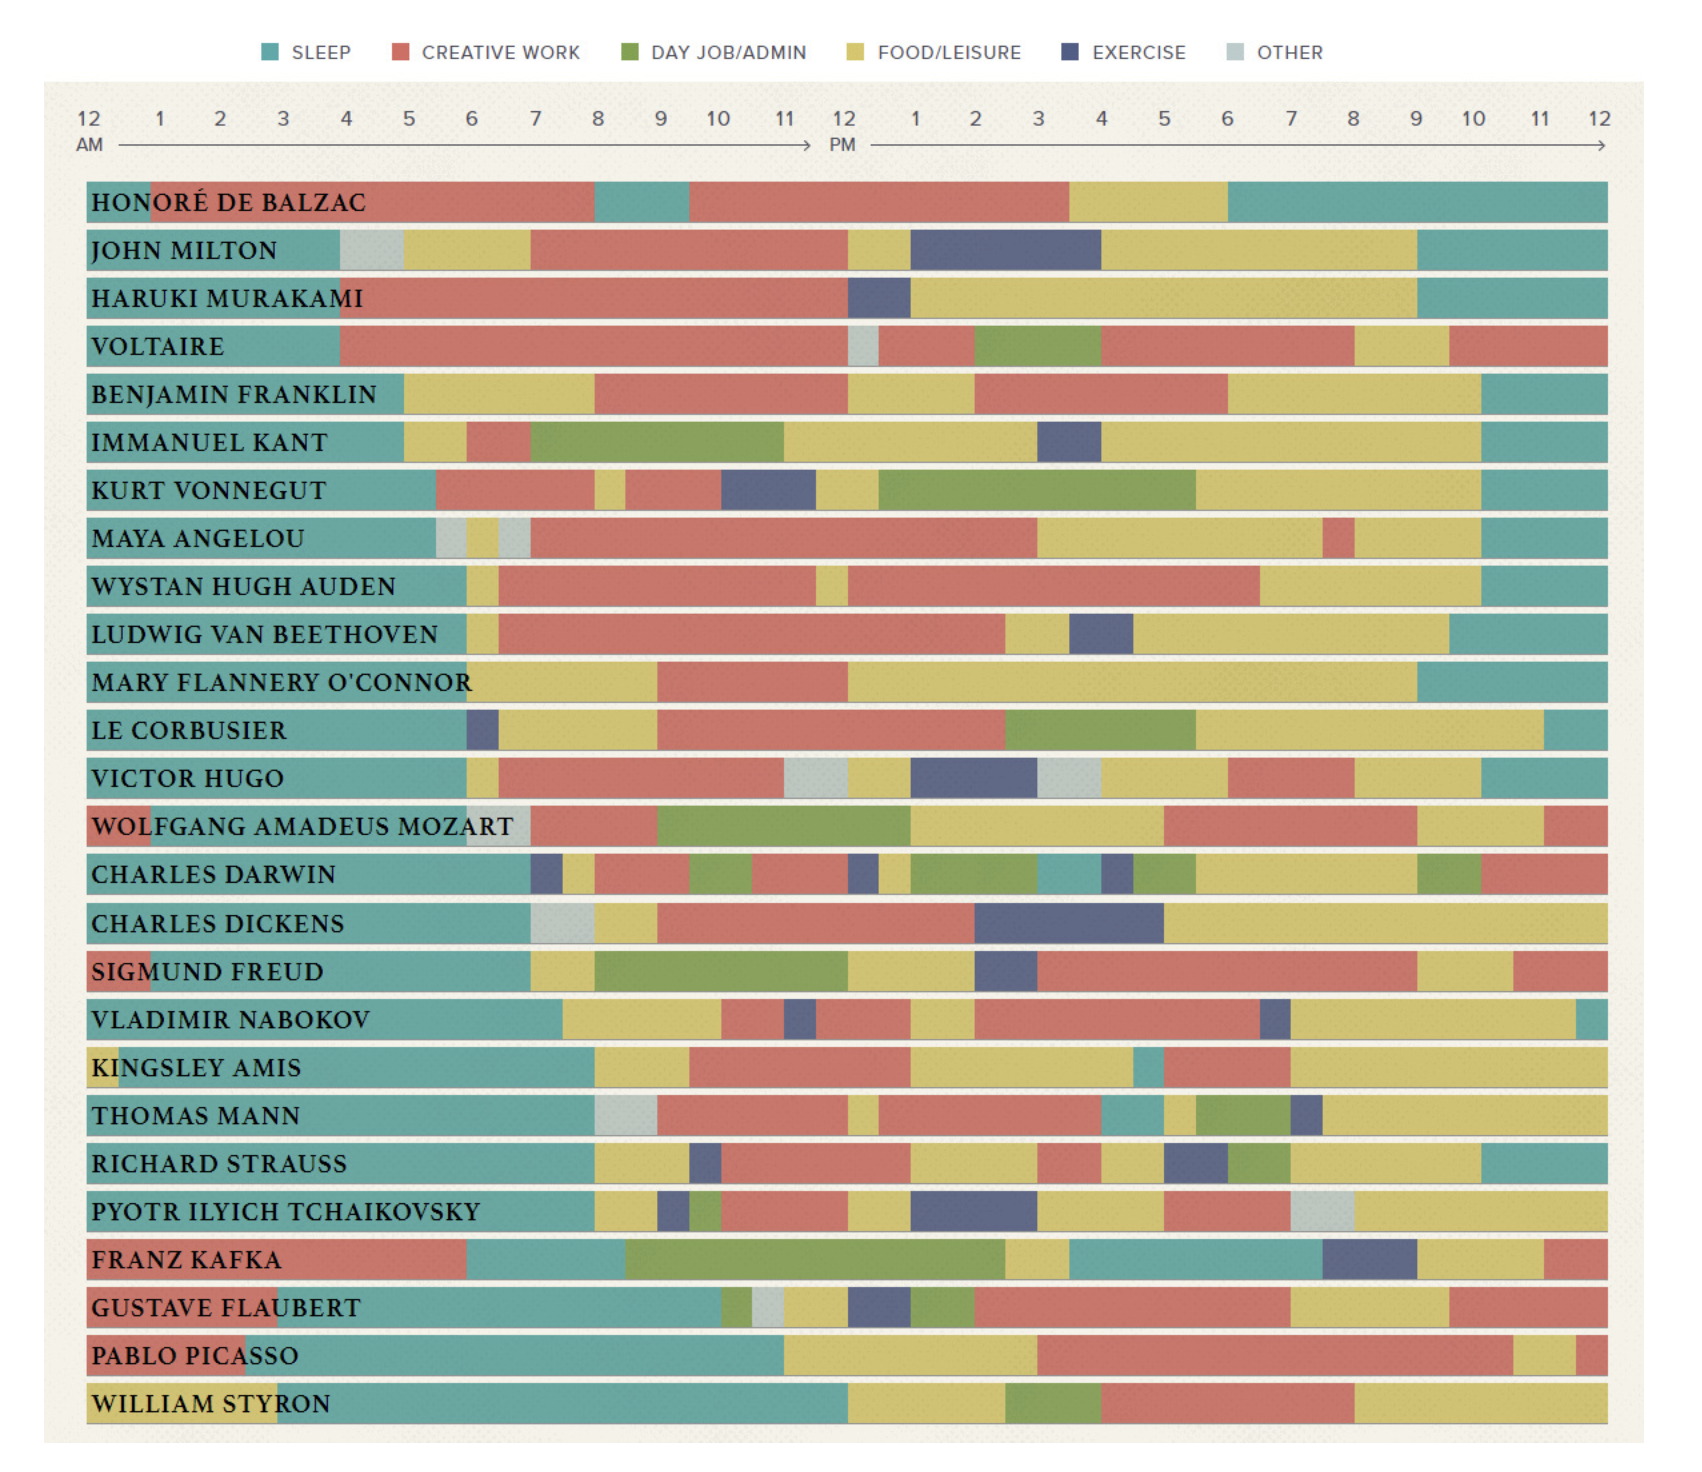 SLEEP CREATIVE WORK DAY JOB/ADMIN FOOD/LEISURE EXERCISE OTHER
12 1 2 3 4 5 6 7 8 9 10 11 12 1 2 3 4 5 6 7 8 9 10 11 12
AM PM
HONORÉ DE BALZAC
JOHN MILTON
HARUKI MURAKAMI
VOLTAIRE
BENJAMIN FRANKLIN
IMMANUEL KANT
KURT VONNEGUT
MAYA ANGELOU
WYSTAN HUGH AUDEN
LUDWIG VAN BEETHOVEN
MARY FLANNERY O'CONNOR
LE CORBUSIER
VICTOR HUGO
WOLFGANG AMADEUS MOZART
CHARLES DARWIN
CHARLES DICKENS
SIGMUND FREUD
VLADIMIR NABOKOV
KINGSLEY AMIS
THOMAS MANN
RICHARD STRAUSS
PYOTR ILYICH TCHAIKOVSKY
FRANZ KAFKA
GUSTAVE FLAUBERT
PABLO PICASSO
WILLIAM STYRON